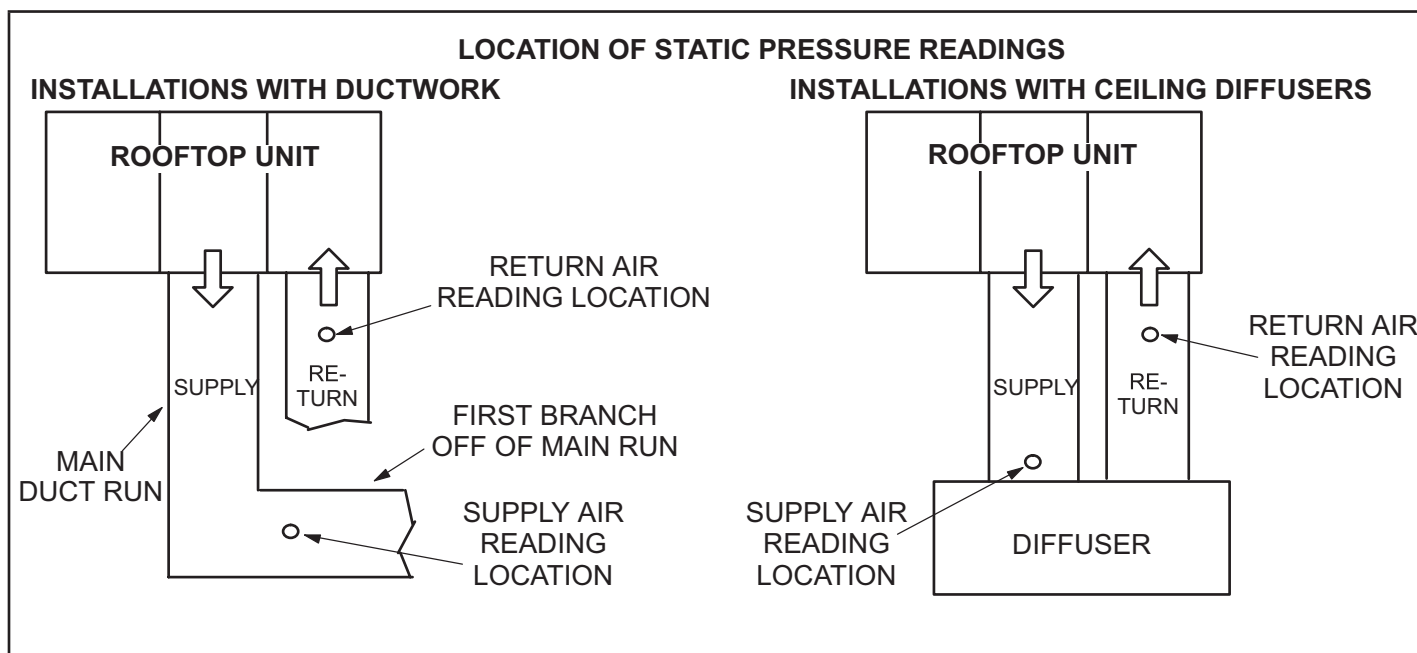 LOCATION OF STATIC PRESSURE READINGS
INSTALLATIONS WITH DUCTWORK
ROOFTOP UNIT
RETURN AIR
READING LOCATION
SUPPLY
RE-
TURN
FIRST BRANCH
OFF OF MAIN RUN
MAIN
DUCT RUN
SUPPLY AIR
READING
LOCATION
INSTALLATIONS WITH CEILING DIFFUSERS
ROOFTOP UNIT
RETURN AIR
READING
LOCATION
SUPPLY
RE-
TURN
SUPPLY AIR
READING
LOCATION
DIFFUSER